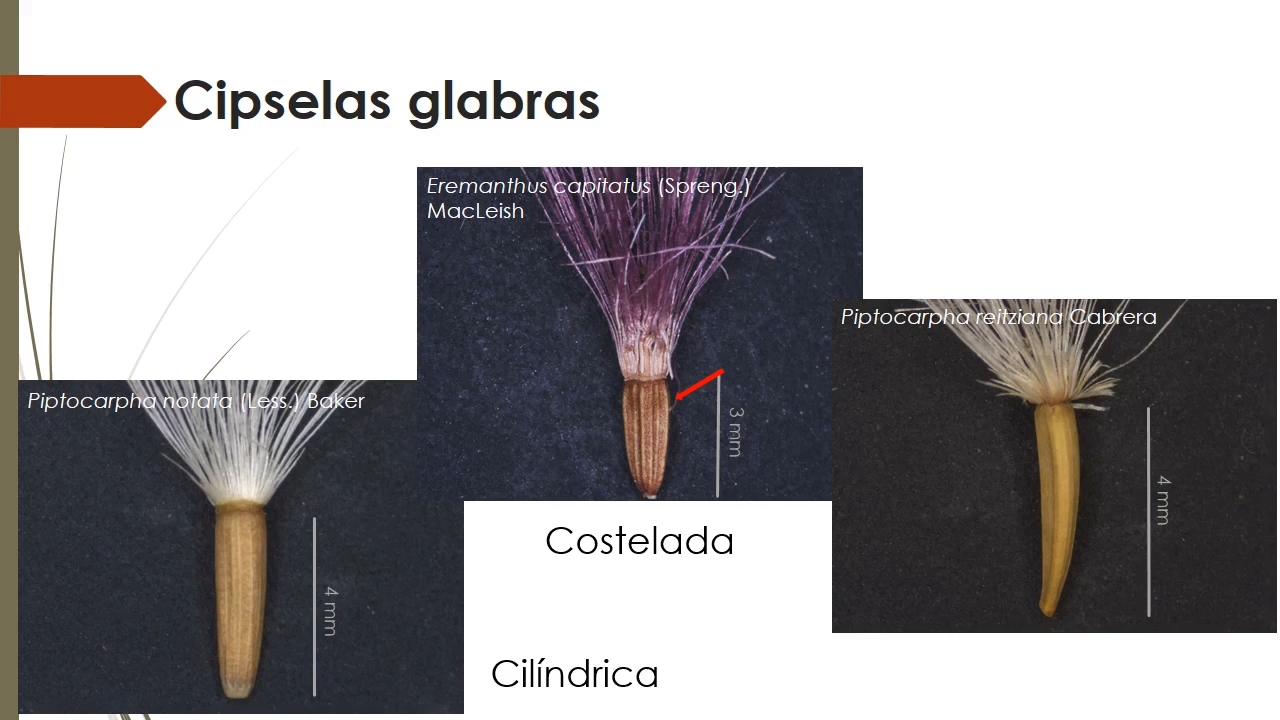 Cipselas glabras
Eremanthus capitatus (Spreng.)
MacLeish
Piptocarpha reitziana Cabrera
Piptocarpha notata (Less.) Baker
3 mm
4 mm
4 mm
Costelada
Cilíndrica